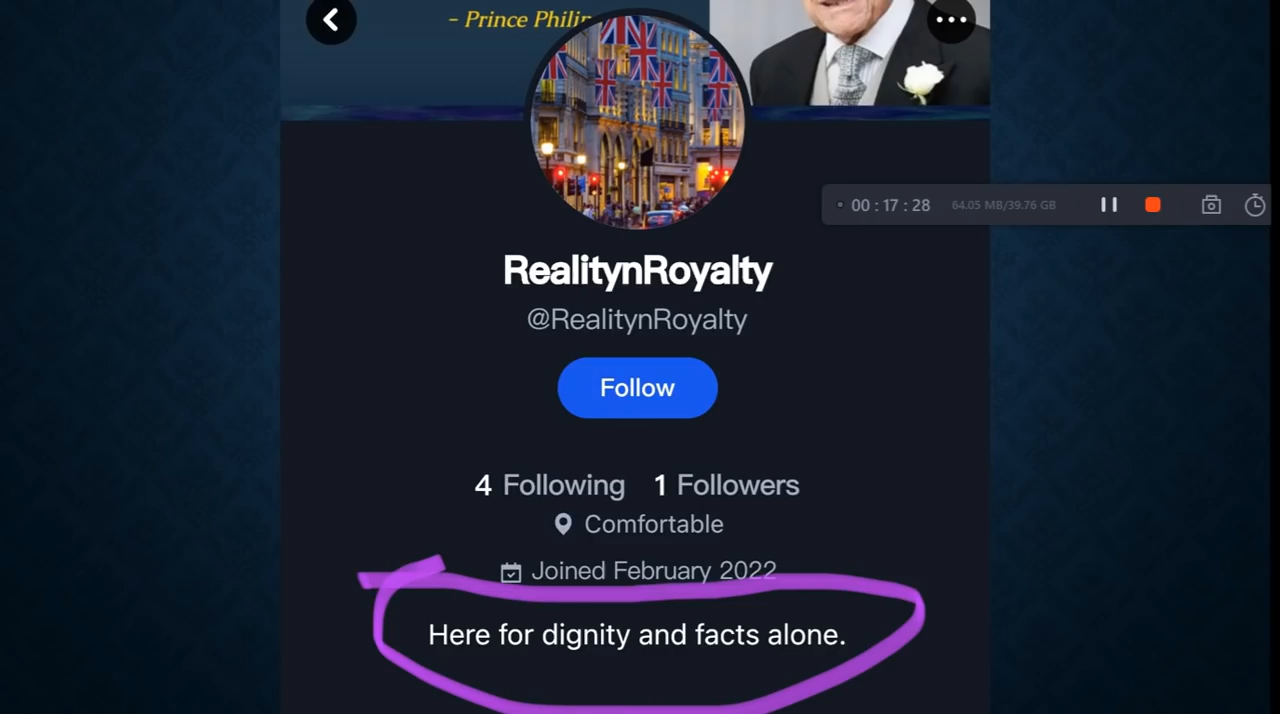 - Prince Philip
00 : 17 : 28 64.05 MB/39.76 GB
RealitynRoyalty
@RealitynRoyalty
Follow
4 Following 1 Followers
Comfortable
Joined February 2022
Here for dignity and facts alone.